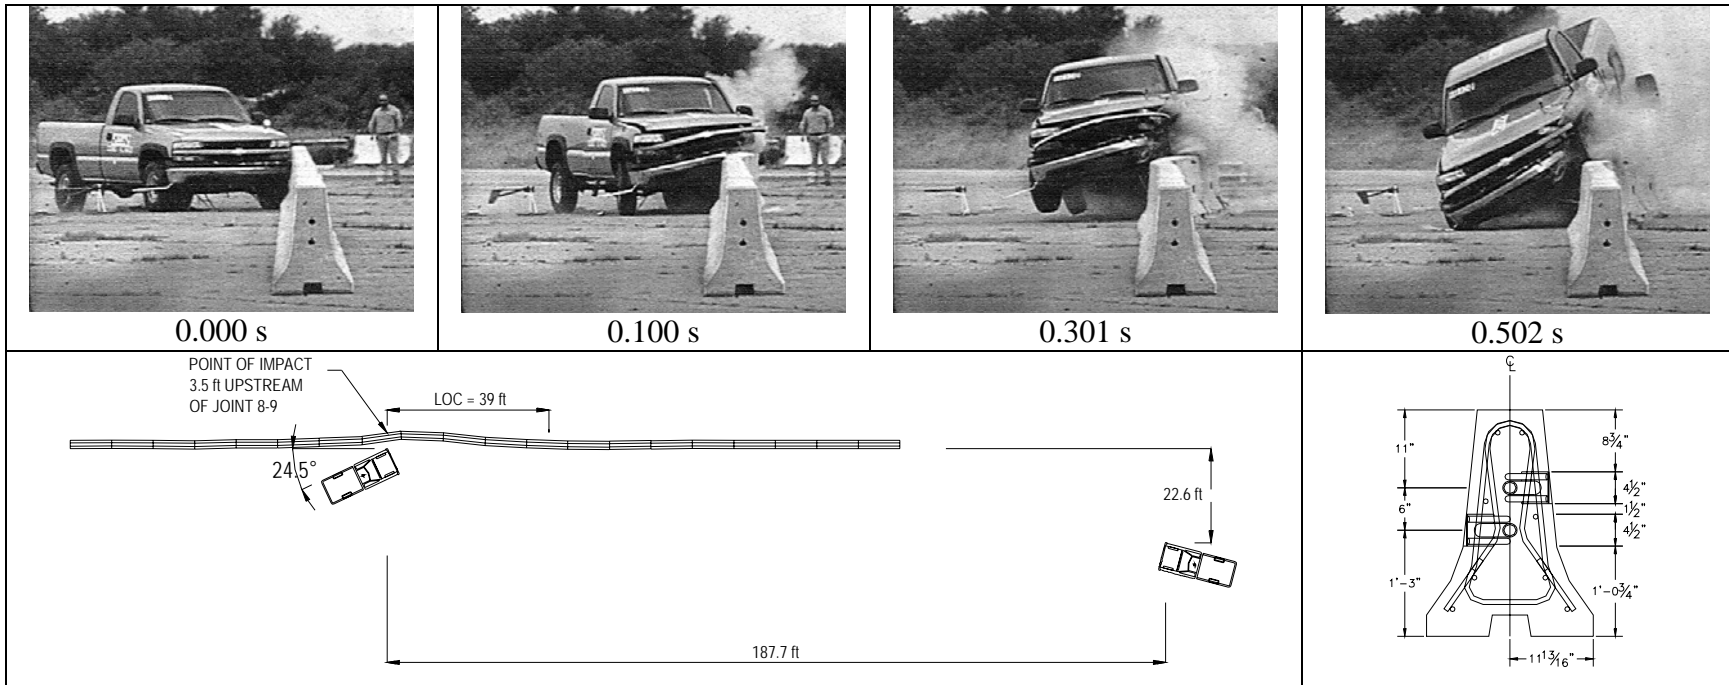 0.000 s
0.100 s
0.301 s
0.502 s
POINT OF IMPACT
3.5 ft UPSTREAM
OF JOINT 8-9
LOC = 39 ft
24.5°
22.6 ft
187.7 ft
℄
11"
6"
1'-3"
8¾"
4½"
1½"
4½"
1'-0¾"
11 13/16"